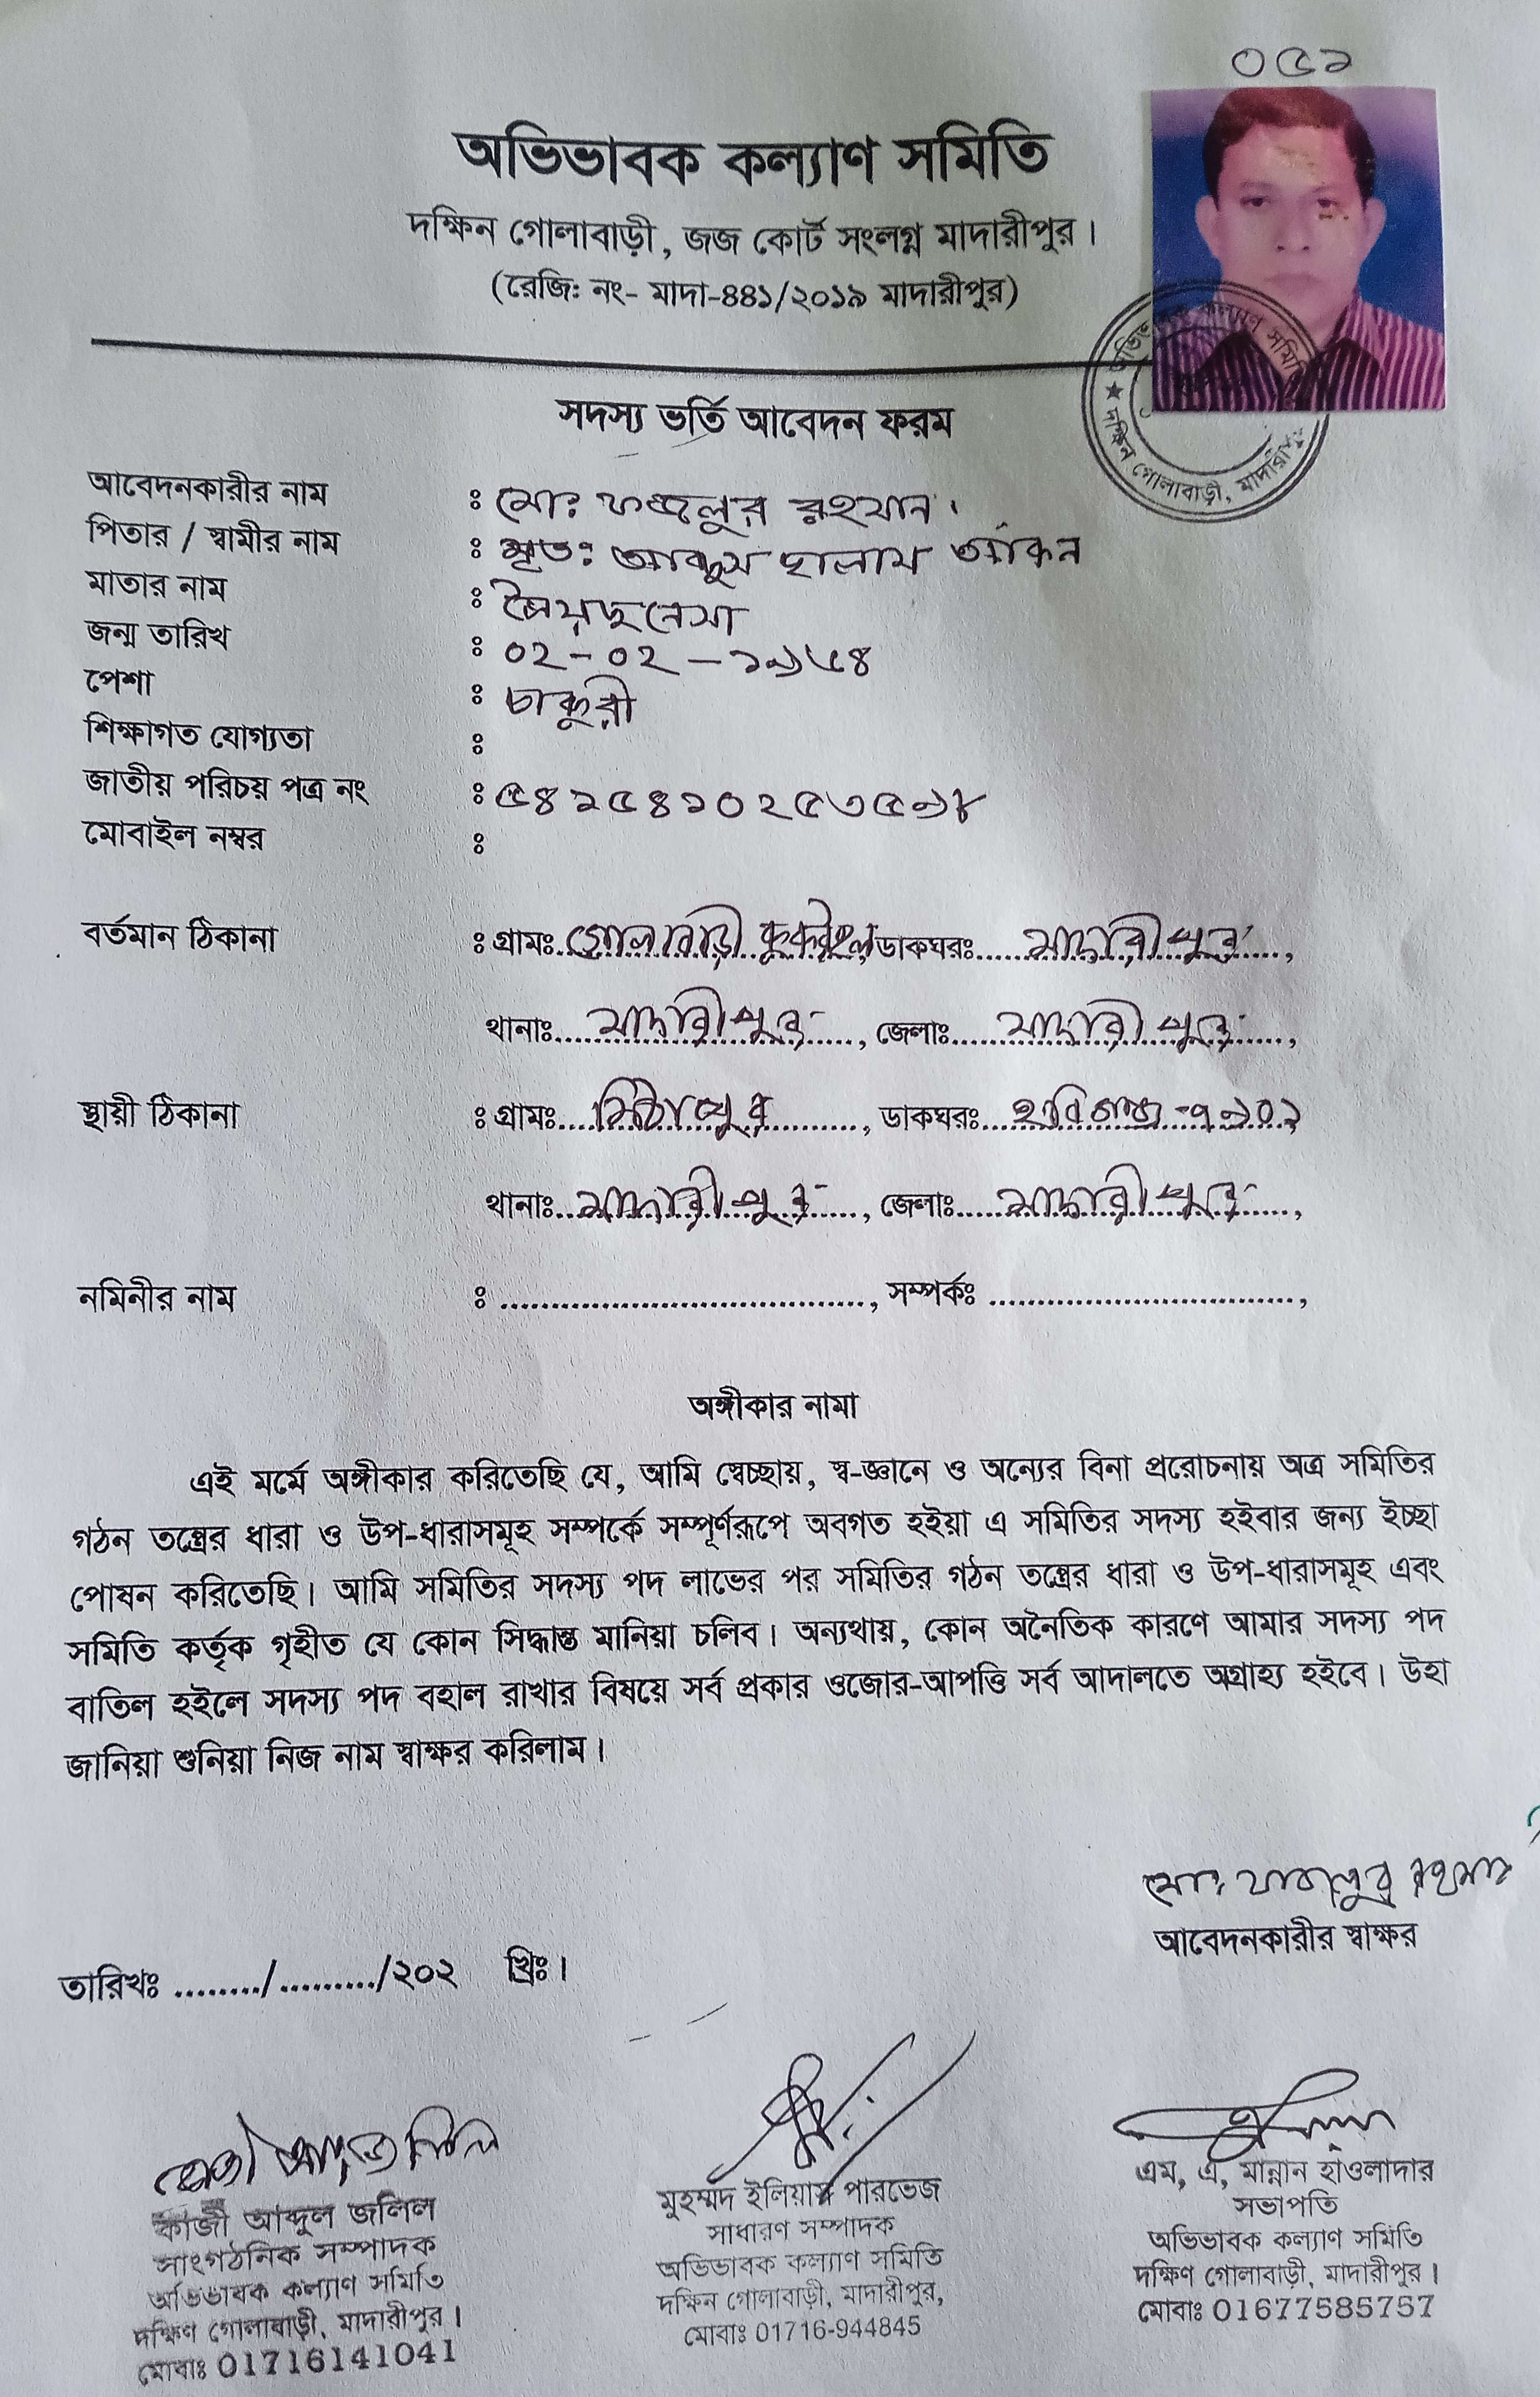 ০৫১
অভিভাবক কল্যাণ সমিতি
দক্ষিন গোলাবাড়ী, জজ কোর্ট সংলগ্ন মাদারীপুর।
(রেজি: নং- মাদা-৪৪১/২০১৯ মাদারীপুর)
অভিভাবক কল্যাণ সমিতি ★ দক্ষিন গোলাবাড়ী, মাদারীপুর
সদস্য ভর্তি আবেদন ফরম
আবেদনকারীর নাম : মোঃ ফজলুর রহমান।
পিতার / স্বামীর নাম : মৃতঃ আব্দুস ছালাম আকন
মাতার নাম : সৈয়দুনেসা
জন্ম তারিখ : ০২-০২-১৯৬৪
পেশা : চাকুরী
শিক্ষাগত যোগ্যতা :
জাতীয় পরিচয় পত্র নং : ৫৪১৫৪১০২৫৩৫৯৮
মোবাইল নম্বর :
বর্তমান ঠিকানা : গ্রামঃ গোলাবাড়ী ডাকঘরঃ মাদারীপুর,
থানাঃ মাদারীপুর, জেলাঃ মাদারীপুর,
স্থায়ী ঠিকানা : গ্রামঃ মিঠাপুর, ডাকঘরঃ হবিগঞ্জ-৭৯০১,
থানাঃ মাদারীপুর, জেলাঃ মাদারীপুর,
নমিনীর নাম : ...................................., সম্পর্কঃ ...............................,
অঙ্গীকার নামা
এই মর্মে অঙ্গীকার করিতেছি যে, আমি স্বেচ্ছায়, স্ব-জ্ঞানে ও অন্যের বিনা প্ররোচনায় অত্র সমিতির
গঠন তন্ত্রের ধারা ও উপ-ধারাসমূহ সম্পর্কে সম্পূর্ণরূপে অবগত হইয়া এ সমিতির সদস্য হইবার জন্য ইচ্ছা
পোষন করিতেছি। আমি সমিতির সদস্য পদ লাভের পর সমিতির গঠন তন্ত্রের ধারা ও উপ-ধারাসমূহ এবং
সমিতি কর্তৃক গৃহীত যে কোন সিদ্ধান্ত মানিয়া চলিব। অন্যথায়, কোন অনৈতিক কারণে আমার সদস্য পদ
বাতিল হইলে সদস্য পদ বহাল রাখার বিষয়ে সর্ব প্রকার ওজোর-আপত্তি সর্ব আদালতে অগ্রাহ্য হইবে। উহা
জানিয়া শুনিয়া নিজ নাম স্বাক্ষর করিলাম।
মোঃ ফজলুর রহমান
আবেদনকারীর স্বাক্ষর
তারিখঃ ......../........./২০২ খ্রিঃ।
কাজী আব্দুল জলিল
কাজী আব্দুল জলিল
সাংগঠনিক সম্পাদক
অভিভাবক কল্যাণ সমিতি
দক্ষিণ গোলাবাড়ী, মাদারীপুর।
মোবাঃ 01716141041
মুহম্মদ ইলিয়াস পারভেজ
সাধারণ সম্পাদক
অভিভাবক কল্যাণ সমিতি
দক্ষিন গোলাবাড়ী, মাদারীপুর,
মোবাঃ 01716-944845
এম, এ, মান্নান হাওলাদার
সভাপতি
অভিভাবক কল্যাণ সমিতি
দক্ষিণ গোলাবাড়ী, মাদারীপুর।
মোবাঃ 01677585757